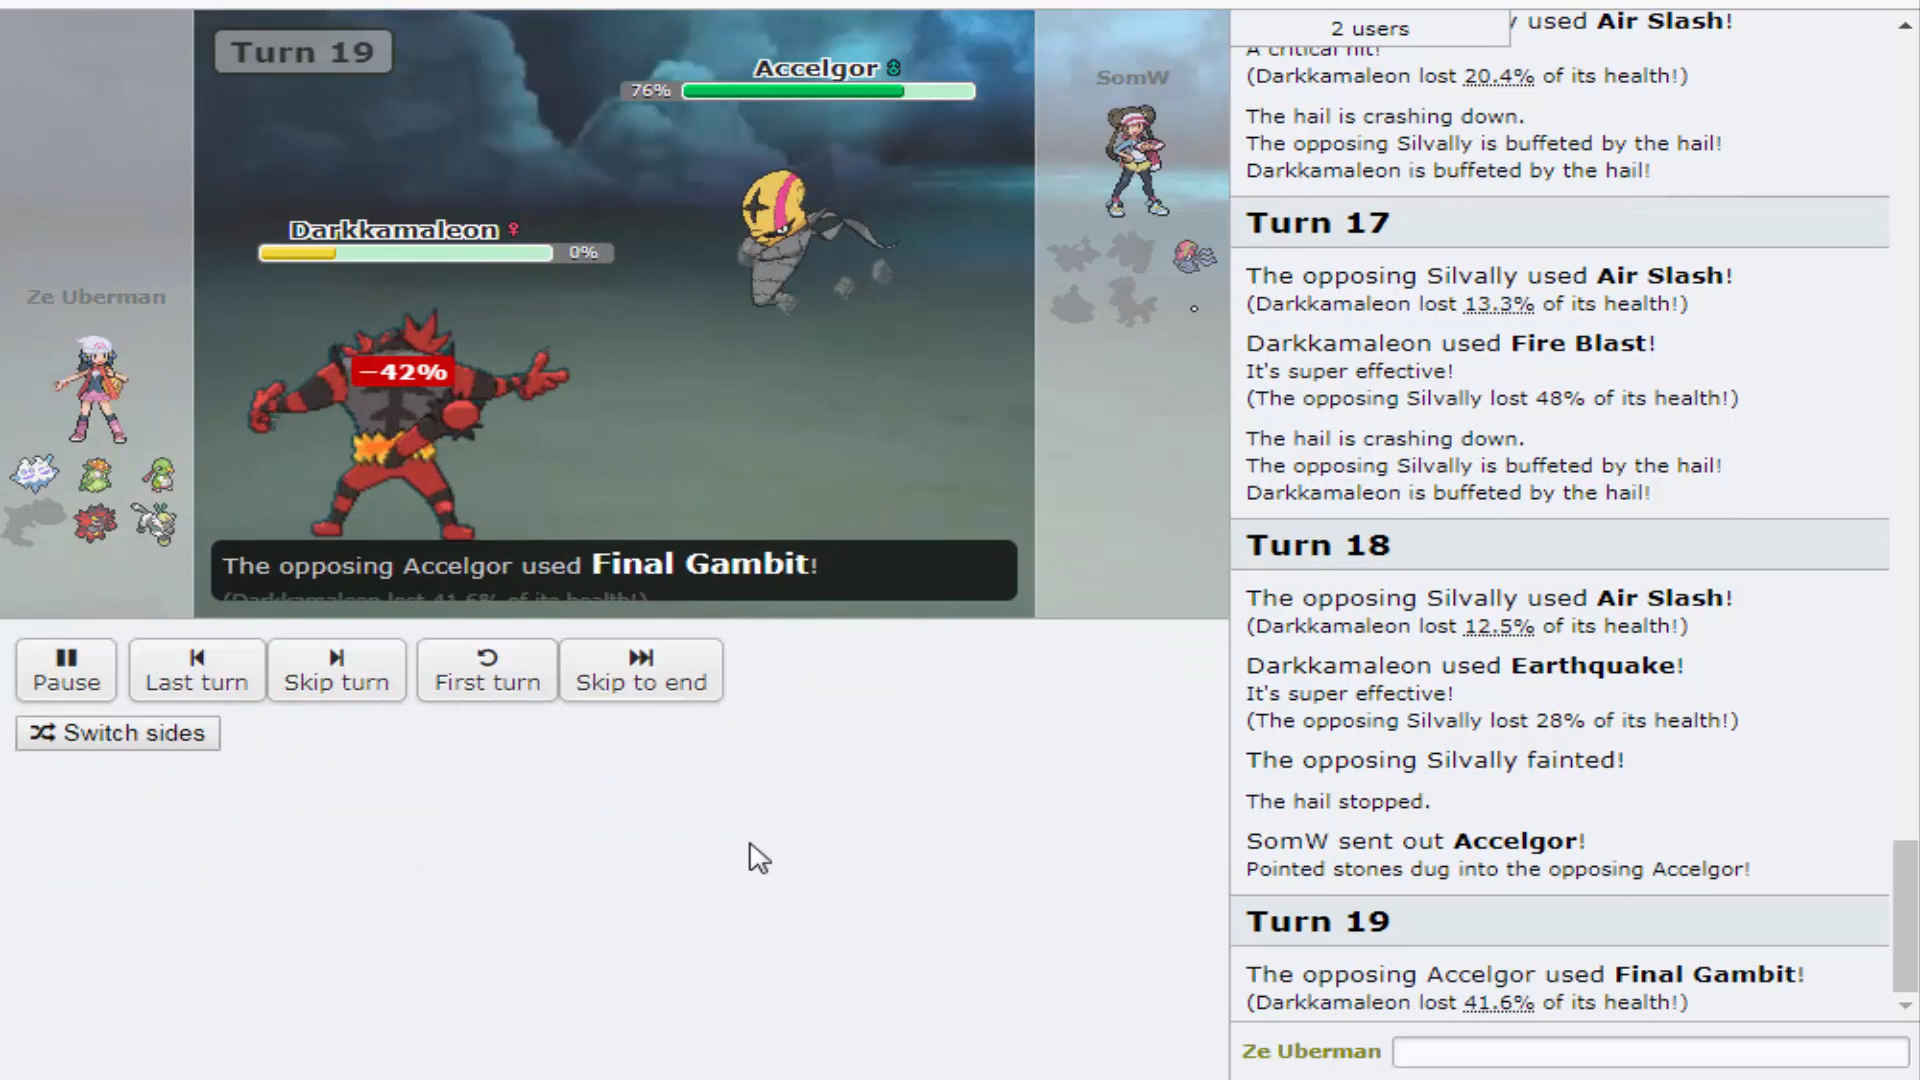 Turn 19
Accelgor
76%
SomW
Darkkamaleon ♀
0%
Ze Uberman
−42%
The opposing Accelgor used Final Gambit!
(Darkkamaleon lost 41.6% of its health!)
Pause
Last turn
Skip turn
First turn
Skip to end
Switch sides
2 users
used Air Slash!
A critical hit!
(Darkkamaleon lost 20.4% of its health!)
The hail is crashing down.
The opposing Silvally is buffeted by the hail!
Darkkamaleon is buffeted by the hail!
Turn 17
The opposing Silvally used Air Slash!
(Darkkamaleon lost 13.3% of its health!)
Darkkamaleon used Fire Blast!
It's super effective!
(The opposing Silvally lost 48% of its health!)
The hail is crashing down.
The opposing Silvally is buffeted by the hail!
Darkkamaleon is buffeted by the hail!
Turn 18
The opposing Silvally used Air Slash!
(Darkkamaleon lost 12.5% of its health!)
Darkkamaleon used Earthquake!
It's super effective!
(The opposing Silvally lost 28% of its health!)
The opposing Silvally fainted!
The hail stopped.
SomW sent out Accelgor!
Pointed stones dug into the opposing Accelgor!
Turn 19
The opposing Accelgor used Final Gambit!
(Darkkamaleon lost 41.6% of its health!)
Ze Uberman